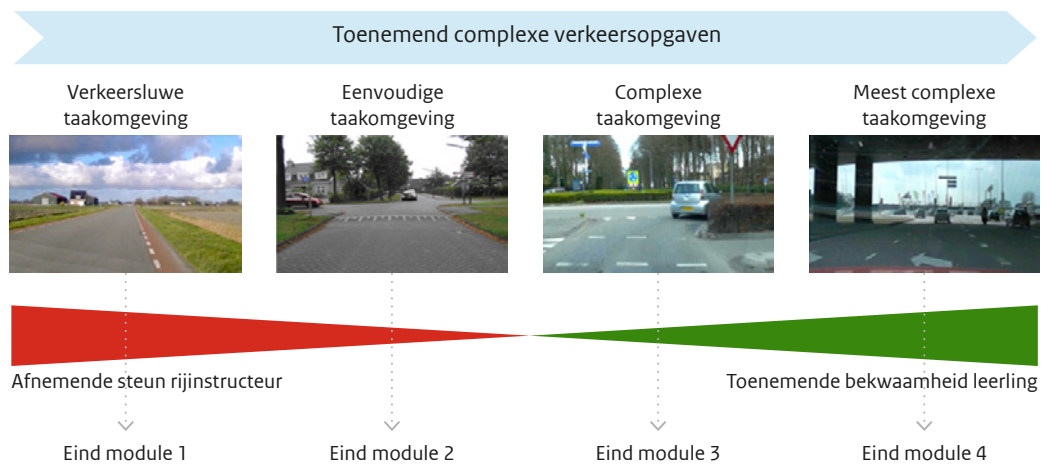 Toenemend complexe verkeersopgaven
Verkeersluwe
taakomgeving
Eenvoudige
taakomgeving
Complexe
taakomgeving
Meest complexe
taakomgeving
Afnemende steun rijinstructeur
Toenemende bekwaamheid leerling
Eind module 1
Eind module 2
Eind module 3
Eind module 4